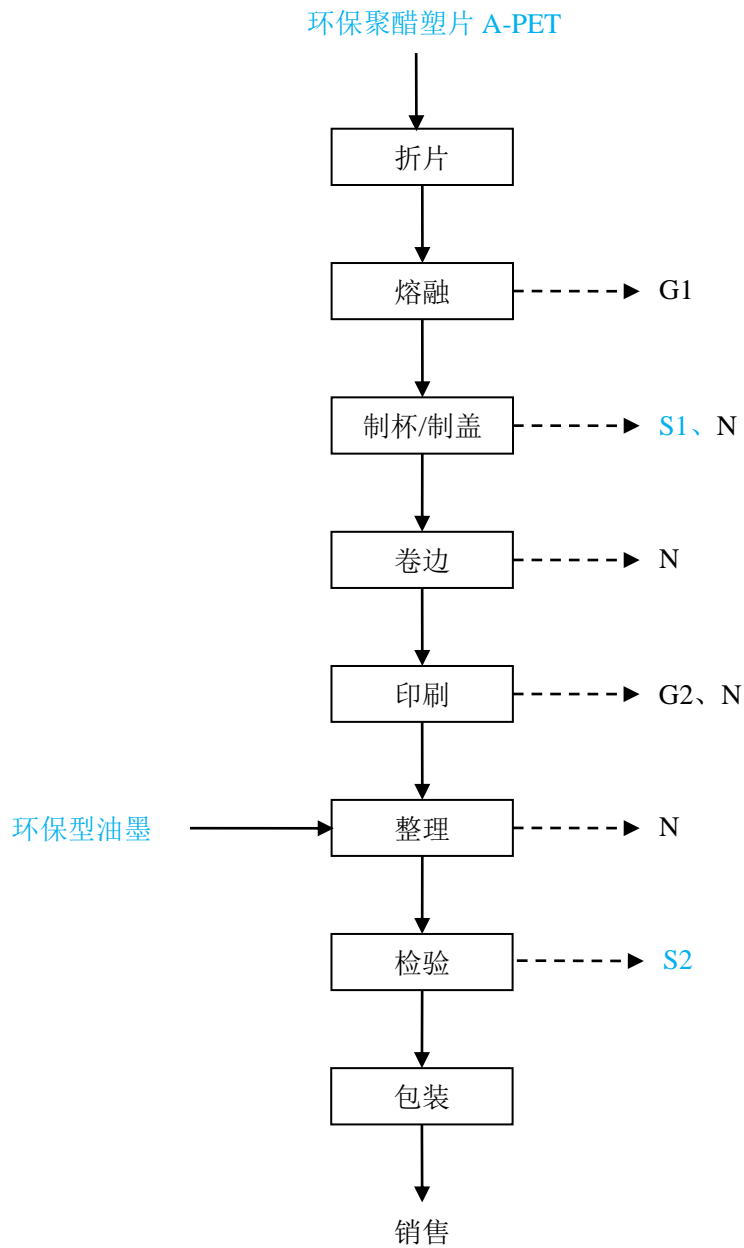 环保聚醋塑片 A-PET
折片
熔融
G1
制杯/制盖
S1、N
卷边
N
印刷
G2、N
环保型油墨
整理
N
检验
S2
包装
销售